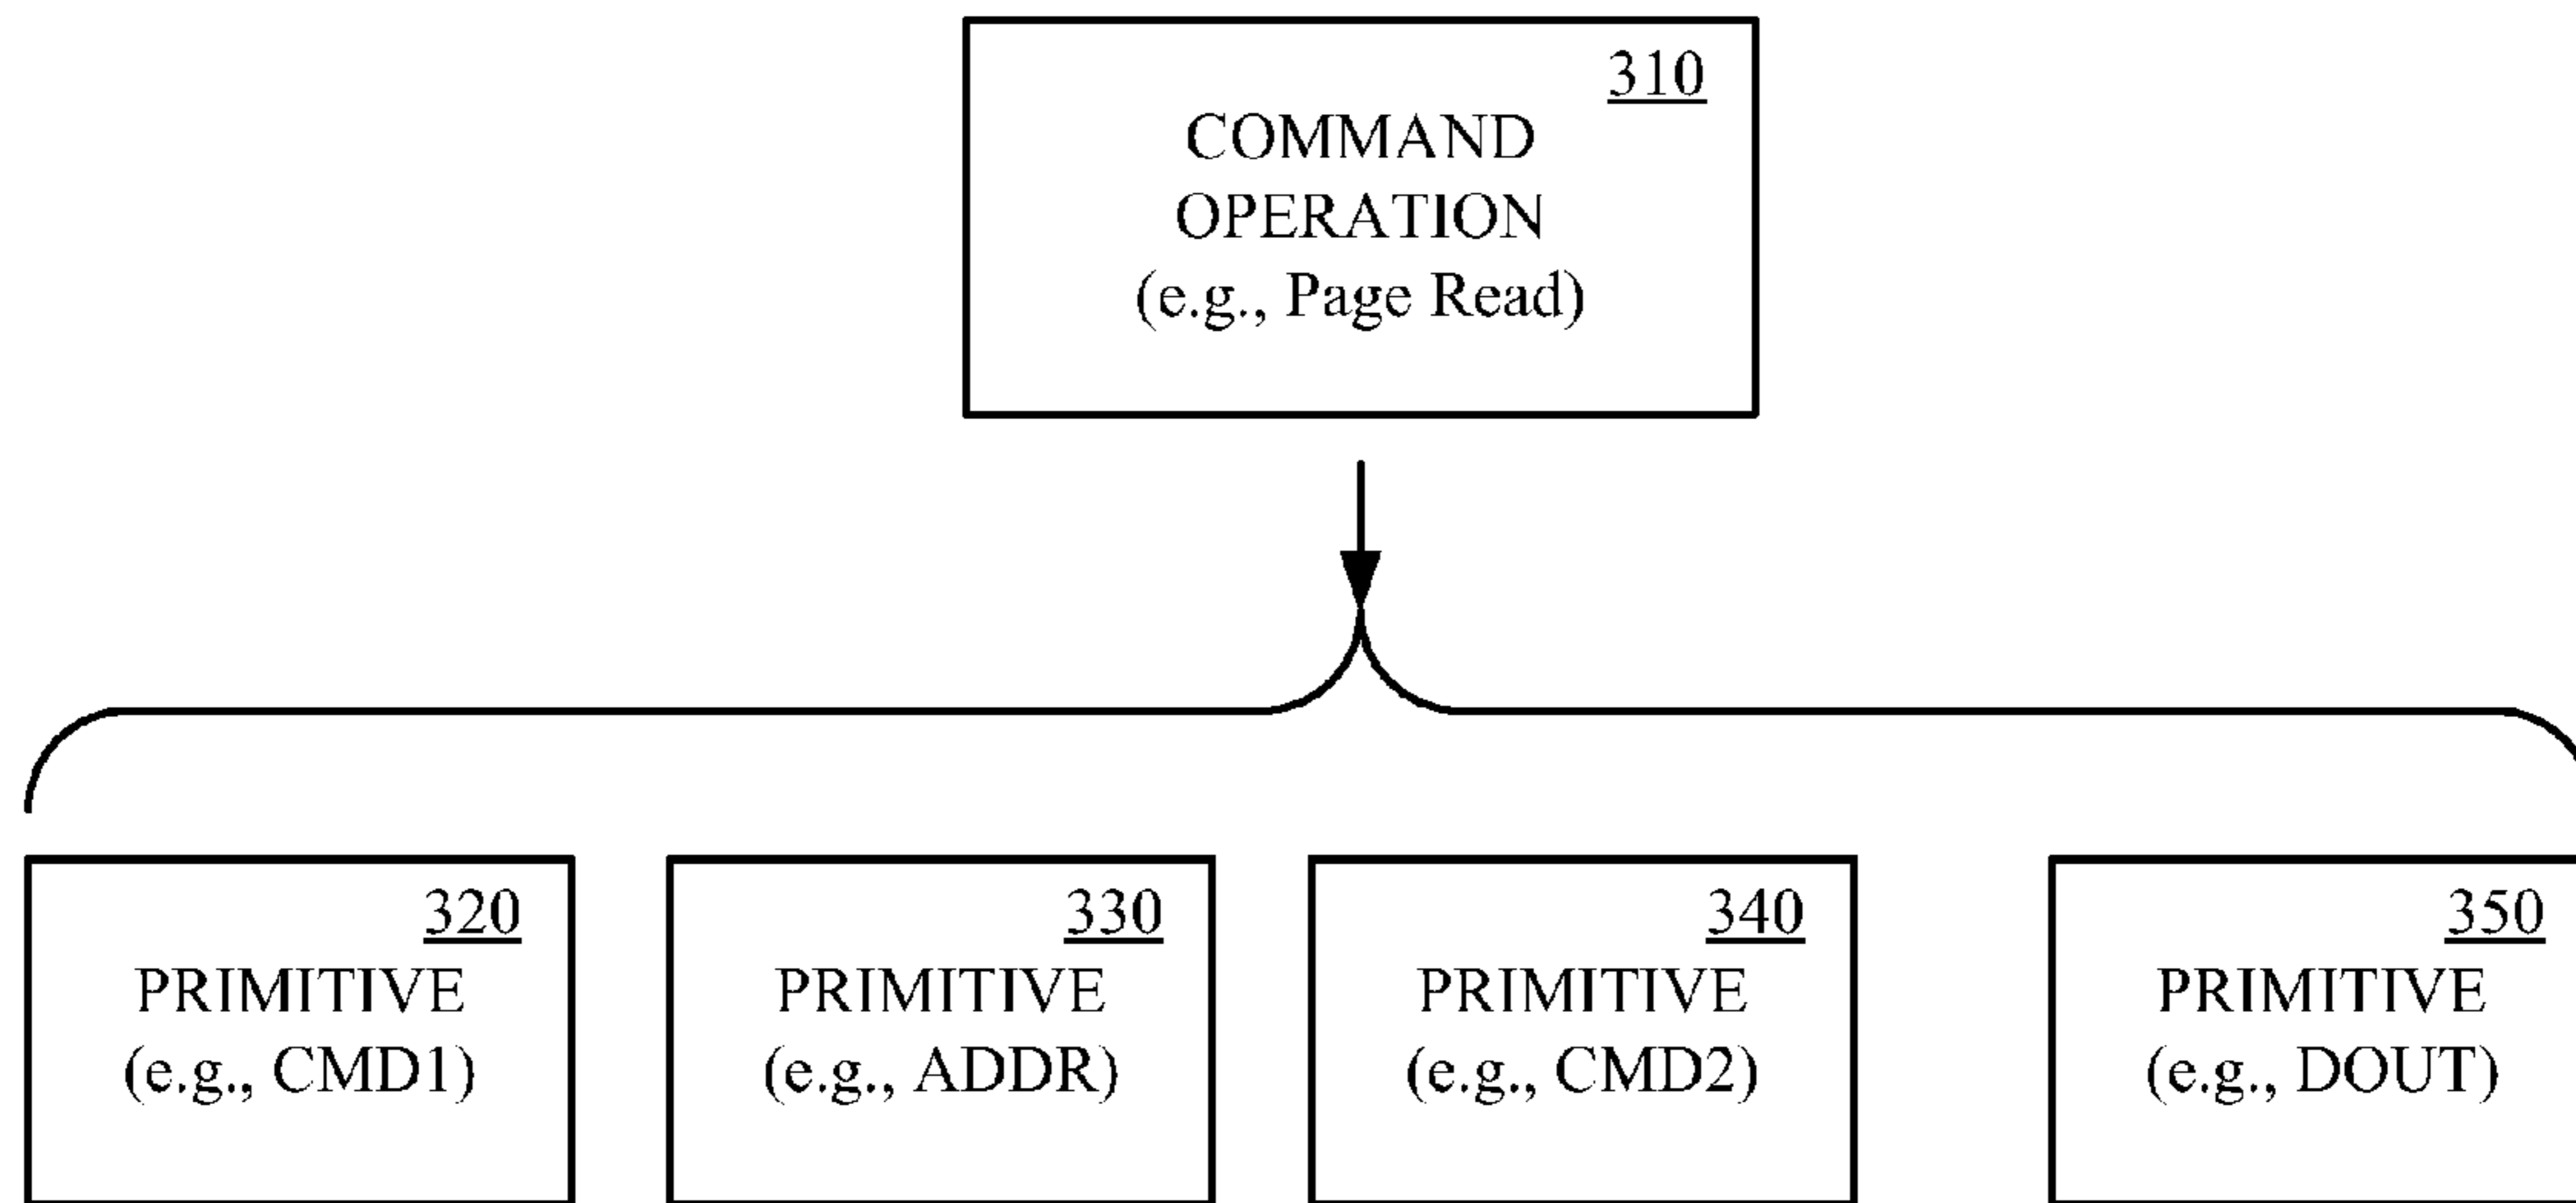 310
COMMAND
OPERATION
(e.g., Page Read)
320
PRIMITIVE
(e.g., CMD1)
330
PRIMITIVE
(e.g., ADDR)
340
PRIMITIVE
(e.g., CMD2)
350
PRIMITIVE
(e.g., DOUT)